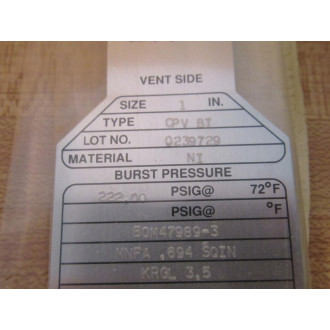 VENT SIDE
SIZE 1 IN.
TYPE CPV BT
LOT NO. 0239729
MATERIAL NI
BURST PRESSURE
222.00 PSIG@ 72°F
PSIG@ °F
BOM47989-3
MNFA .694 SQIN
KRGL 3.5